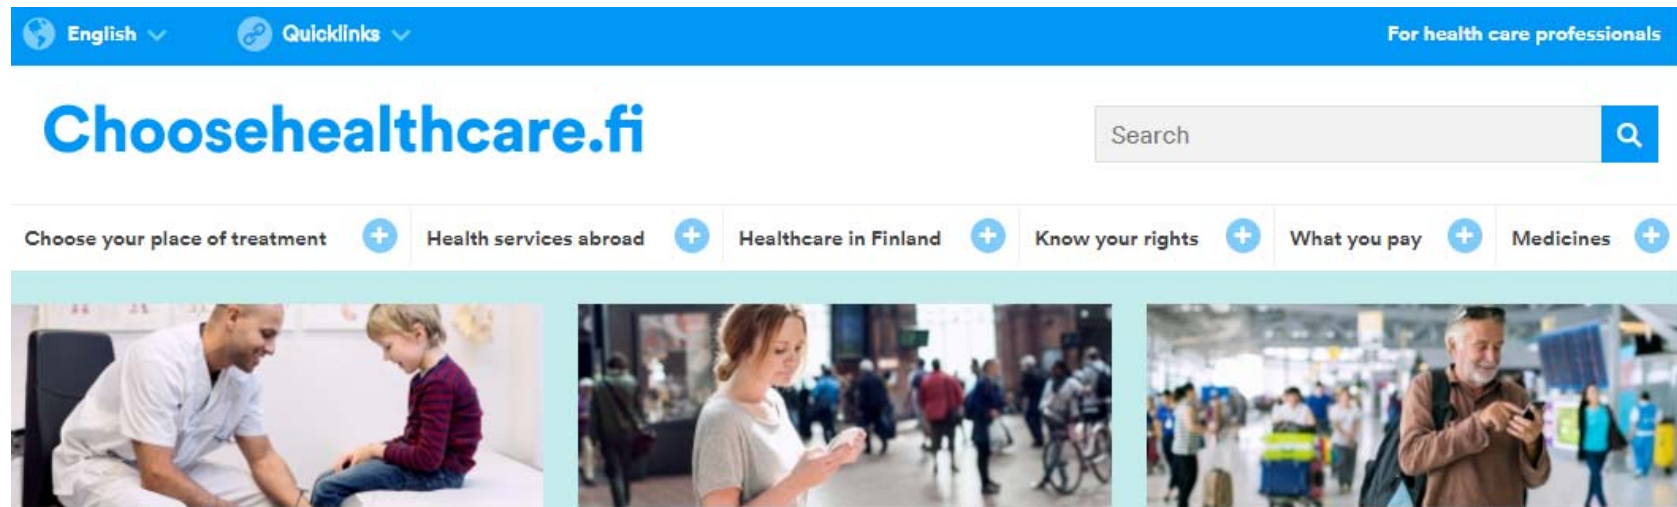 English Quicklinks For health care professionals
Choosehealthcare.fi
Search
Choose your place of treatment Health services abroad Healthcare in Finland Know your rights What you pay Medicines